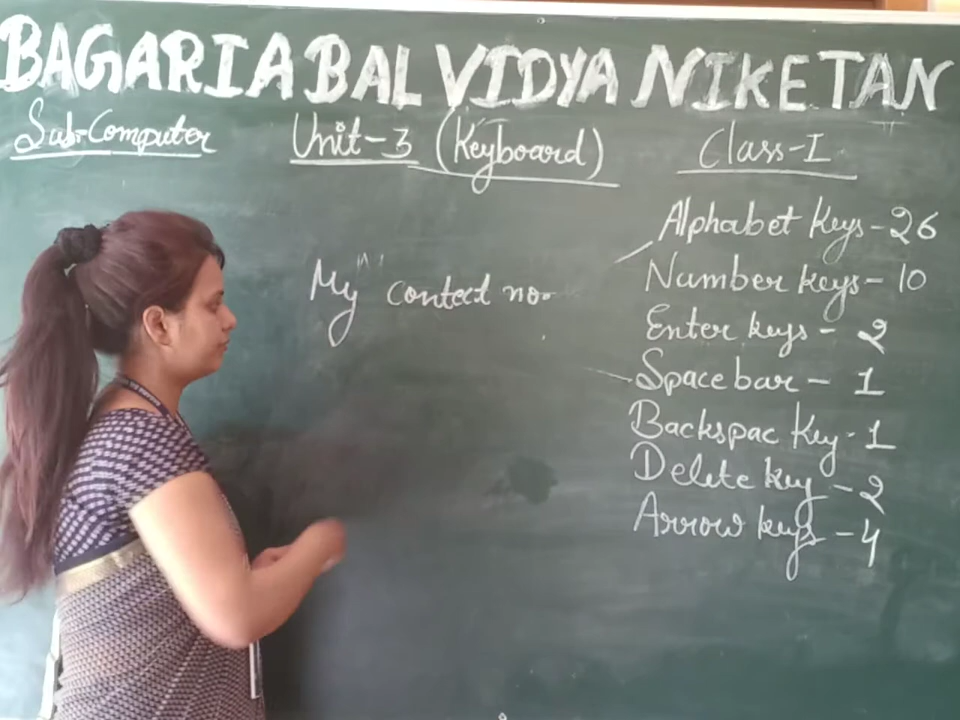 BAGARIA BAL VIDYA NIKETAN
Sub:-Computer Unit-3 (Keyboard) Class-I
Alphabet Keys-26
My contect no.
Number keys-10
Enter keys - 2
Spacebar - 1
Backspac Key-1
Delete key - 2
Arrow keys - 4